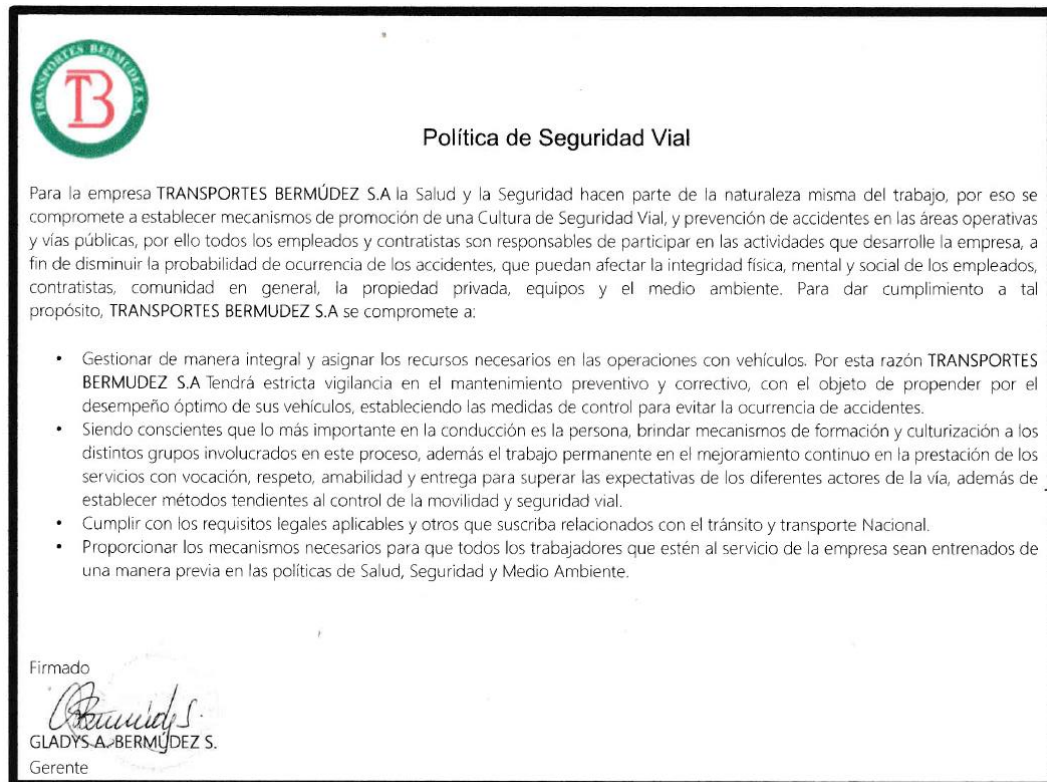 TRANSPORTES BERMUDEZ S.A
TB
Política de Seguridad Vial
Para la empresa TRANSPORTES BERMÚDEZ S.A la Salud y la Seguridad hacen parte de la naturaleza misma del trabajo, por eso se
compromete a establecer mecanismos de promoción de una Cultura de Seguridad Vial, y prevención de accidentes en las áreas operativas
y vías públicas, por ello todos los empleados y contratistas son responsables de participar en las actividades que desarrolle la empresa, a
fin de disminuir la probabilidad de ocurrencia de los accidentes, que puedan afectar la integridad física, mental y social de los empleados,
contratistas, comunidad en general, la propiedad privada, equipos y el medio ambiente. Para dar cumplimiento a tal
propósito, TRANSPORTES BERMUDEZ S.A se compromete a:
• Gestionar de manera integral y asignar los recursos necesarios en las operaciones con vehículos. Por esta razón TRANSPORTES
BERMUDEZ S.A Tendrá estricta vigilancia en el mantenimiento preventivo y correctivo, con el objeto de propender por el
desempeño óptimo de sus vehículos, estableciendo las medidas de control para evitar la ocurrencia de accidentes.
• Siendo conscientes que lo más importante en la conducción es la persona, brindar mecanismos de formación y culturización a los
distintos grupos involucrados en este proceso, además el trabajo permanente en el mejoramiento continuo en la prestación de los
servicios con vocación, respeto, amabilidad y entrega para superar las expectativas de los diferentes actores de la vía, además de
establecer métodos tendientes al control de la movilidad y seguridad vial.
• Cumplir con los requisitos legales aplicables y otros que suscriba relacionados con el tránsito y transporte Nacional.
• Proporcionar los mecanismos necesarios para que todos los trabajadores que estén al servicio de la empresa sean entrenados de
una manera previa en las políticas de Salud, Seguridad y Medio Ambiente.
Firmado
GLADYS A. BERMÚDEZ S.
Gerente